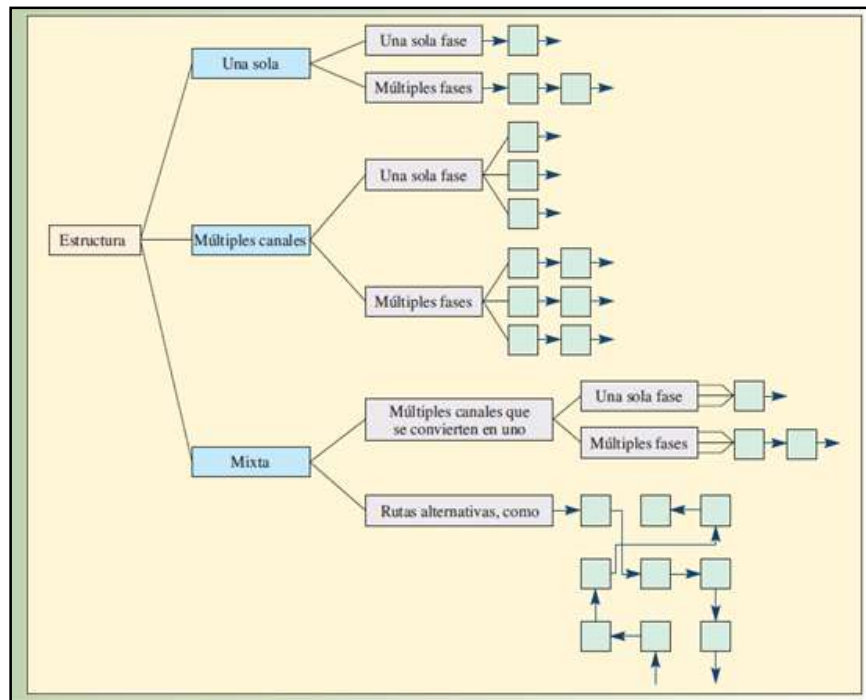 Una sola fase
Una sola
Múltiples fases
Una sola fase
Estructura
Múltiples canales
Múltiples fases
Una sola fase
Múltiples canales que
se convierten en uno
Múltiples fases
Mixta
Rutas alternativas, como